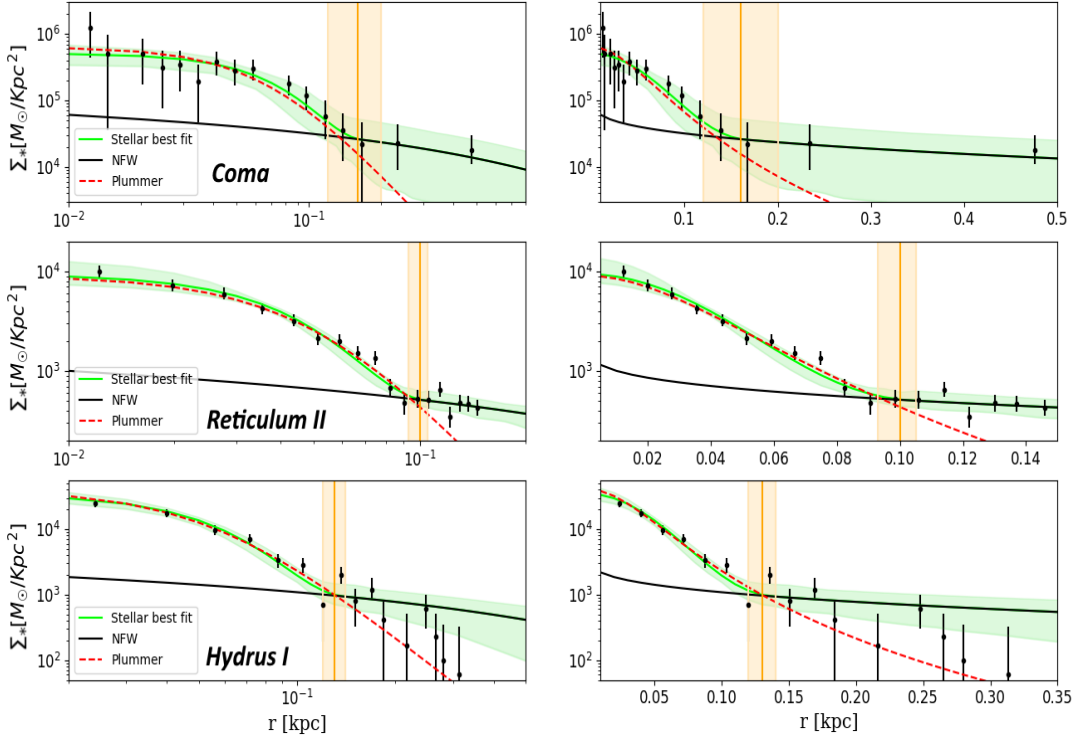 Σ*[M⊙/Kpc²]
10⁶
10⁵
10⁴
Stellar best fit
NFW
Plummer
Coma
10⁻²
10⁻¹
10⁶
10⁵
10⁴
0.1
0.2
0.3
0.4
0.5
Σ*[M⊙/Kpc²]
10⁴
10³
Stellar best fit
NFW
Plummer
Reticulum II
10⁻²
10⁻¹
10⁴
10³
0.02
0.04
0.06
0.08
0.10
0.12
0.14
Σ*[M⊙/Kpc²]
10⁴
10³
10²
Stellar best fit
NFW
Plummer
Hydrus I
10⁻¹
r [kpc]
10⁴
10³
10²
0.05
0.10
0.15
0.20
0.25
0.30
0.35
r [kpc]